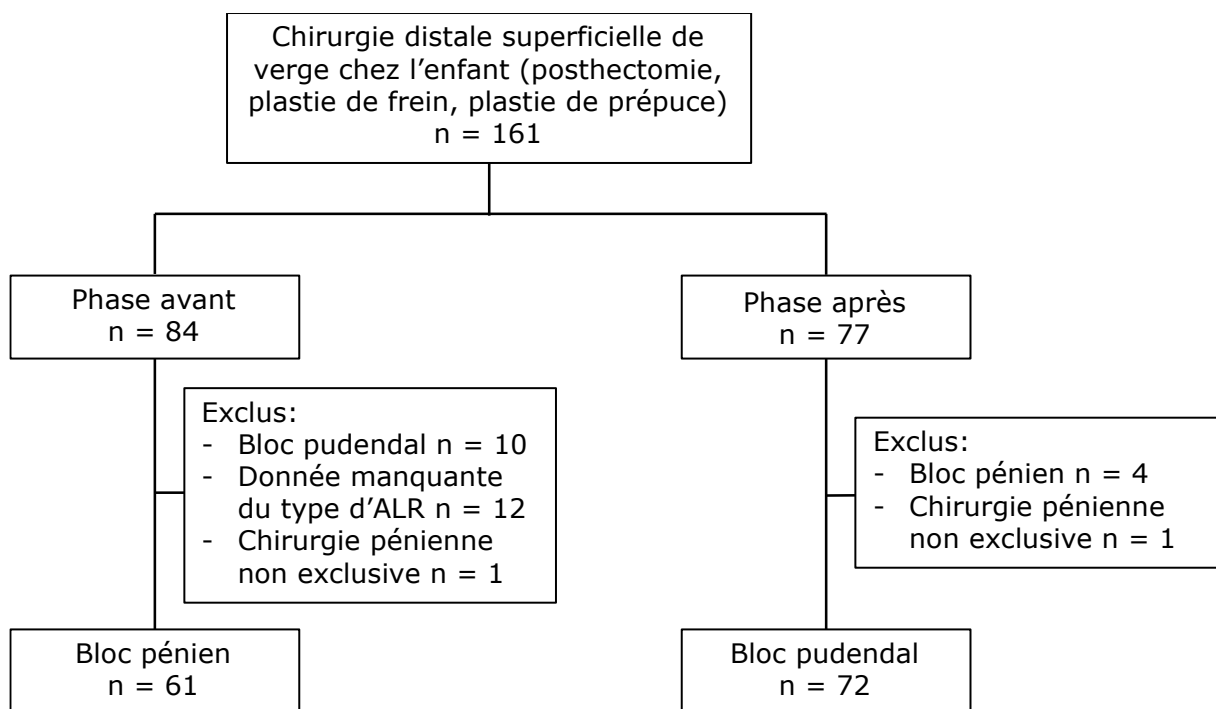 Chirurgie distale superficielle de
verge chez l’enfant (posthectomie,
plastie de frein, plastie de prépuce)
n = 161
Phase avant
n = 84
Phase après
n = 77
Exclus:
- Bloc pudendal n = 10
- Donnée manquante
du type d’ALR n = 12
- Chirurgie pénienne
non exclusive n = 1
Exclus:
- Bloc pénien n = 4
- Chirurgie pénienne
non exclusive n = 1
Bloc pénien
n = 61
Bloc pudendal
n = 72